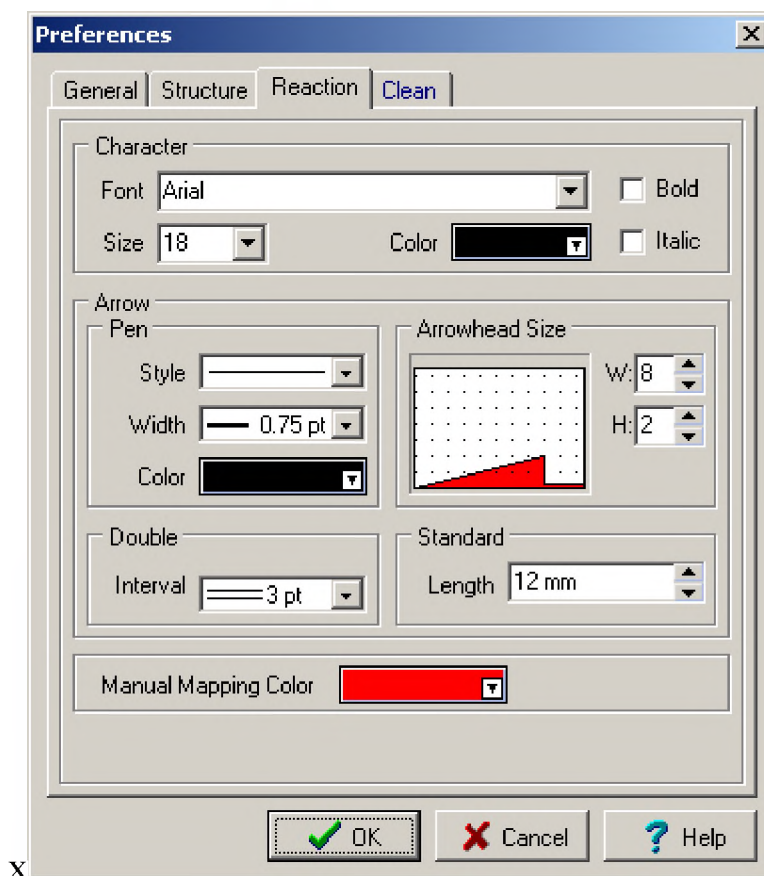 Preferences
General Structure Reaction Clean
Character
Font Arial Bold
Size 18 Color Italic
Arrow
Pen Arrowhead Size
Style W: 8
Width 0.75 pt H: 2
Color
Double Standard
Interval 3 pt Length 12 mm
Manual Mapping Color
OK Cancel ? Help
x